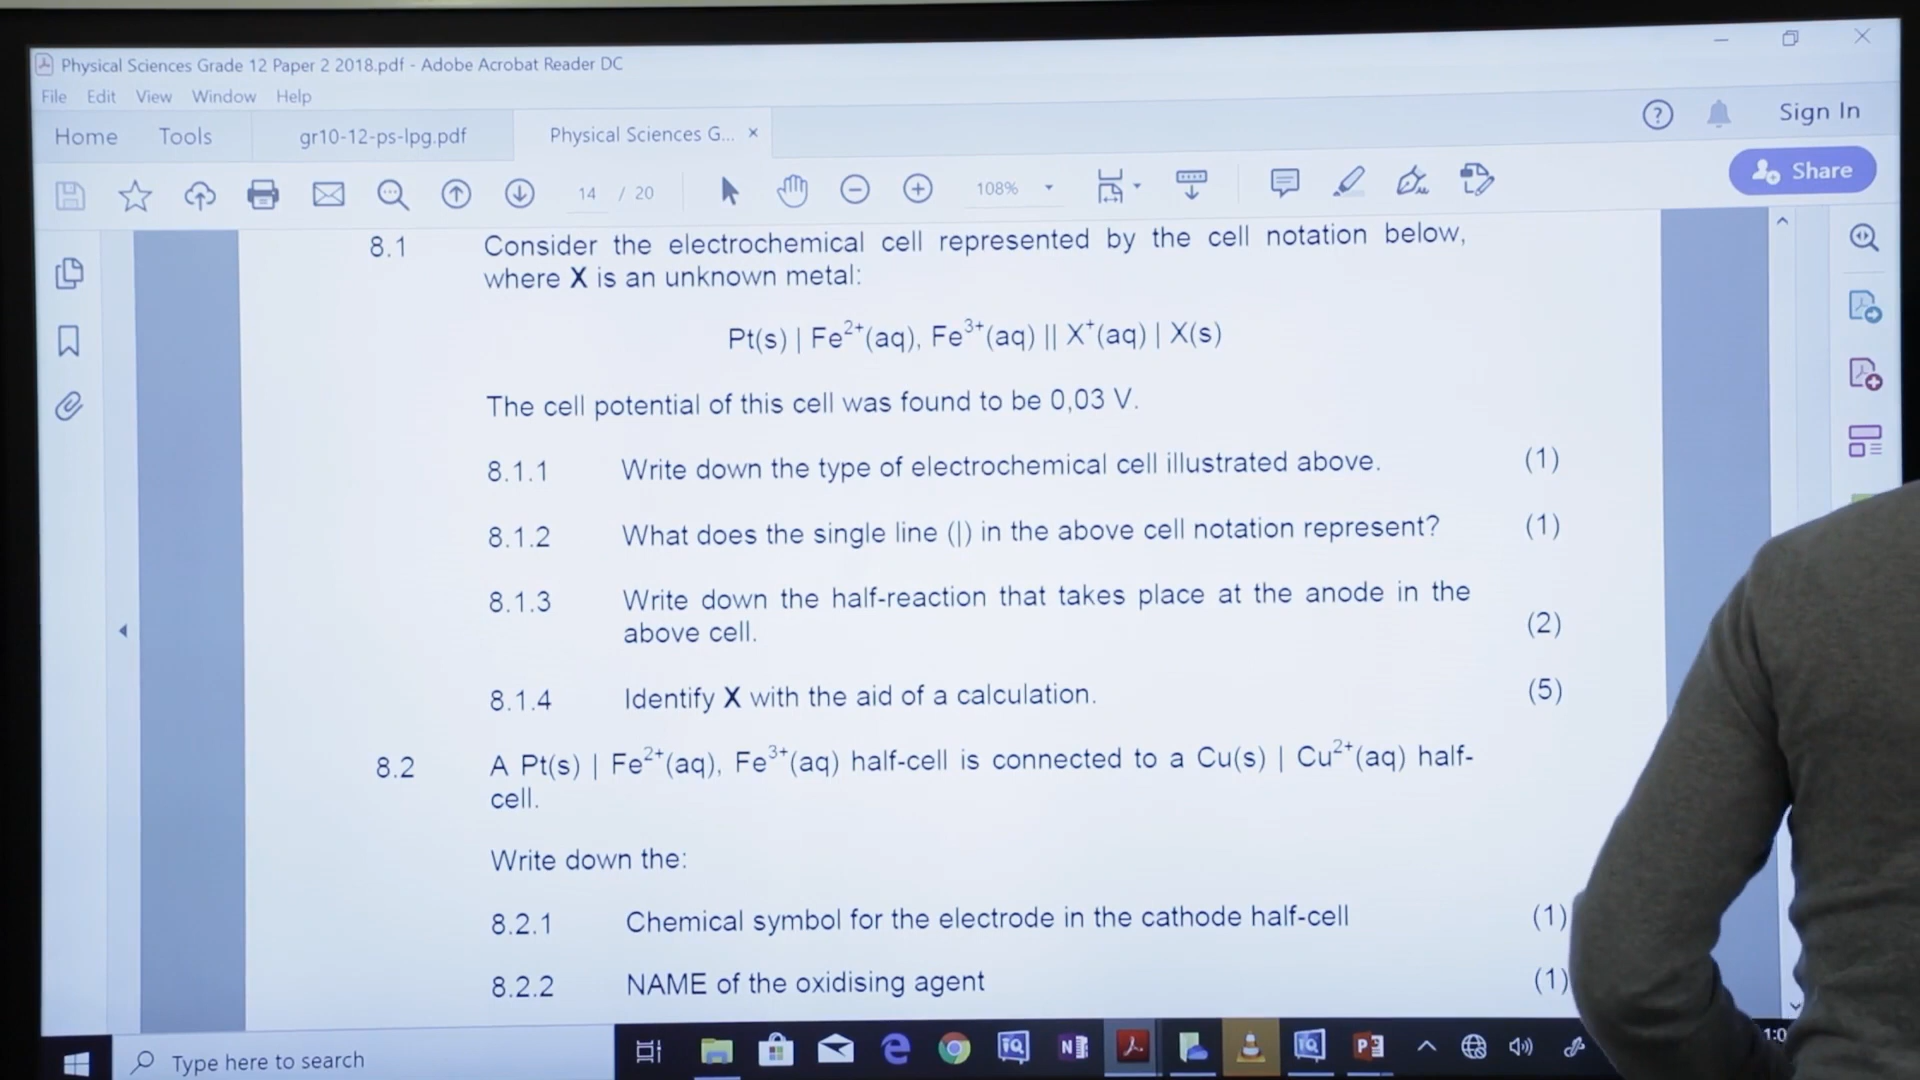 Physical Sciences Grade 12 Paper 2 2018.pdf - Adobe Acrobat Reader DC
File Edit View Window Help
Home Tools gr10-12-ps-lpg.pdf Physical Sciences G... × Sign In
14 / 20 108% Share
8.1 Consider the electrochemical cell represented by the cell notation below,
where X is an unknown metal:
Pt(s) | Fe²⁺(aq), Fe³⁺(aq) || X⁺(aq) | X(s)
The cell potential of this cell was found to be 0,03 V.
8.1.1 Write down the type of electrochemical cell illustrated above. (1)
8.1.2 What does the single line (|) in the above cell notation represent? (1)
8.1.3 Write down the half-reaction that takes place at the anode in the
above cell. (2)
8.1.4 Identify X with the aid of a calculation. (5)
8.2 A Pt(s) | Fe²⁺(aq), Fe³⁺(aq) half-cell is connected to a Cu(s) | Cu²⁺(aq) half-
cell.
Write down the:
8.2.1 Chemical symbol for the electrode in the cathode half-cell (1)
8.2.2 NAME of the oxidising agent (1)
Type here to search